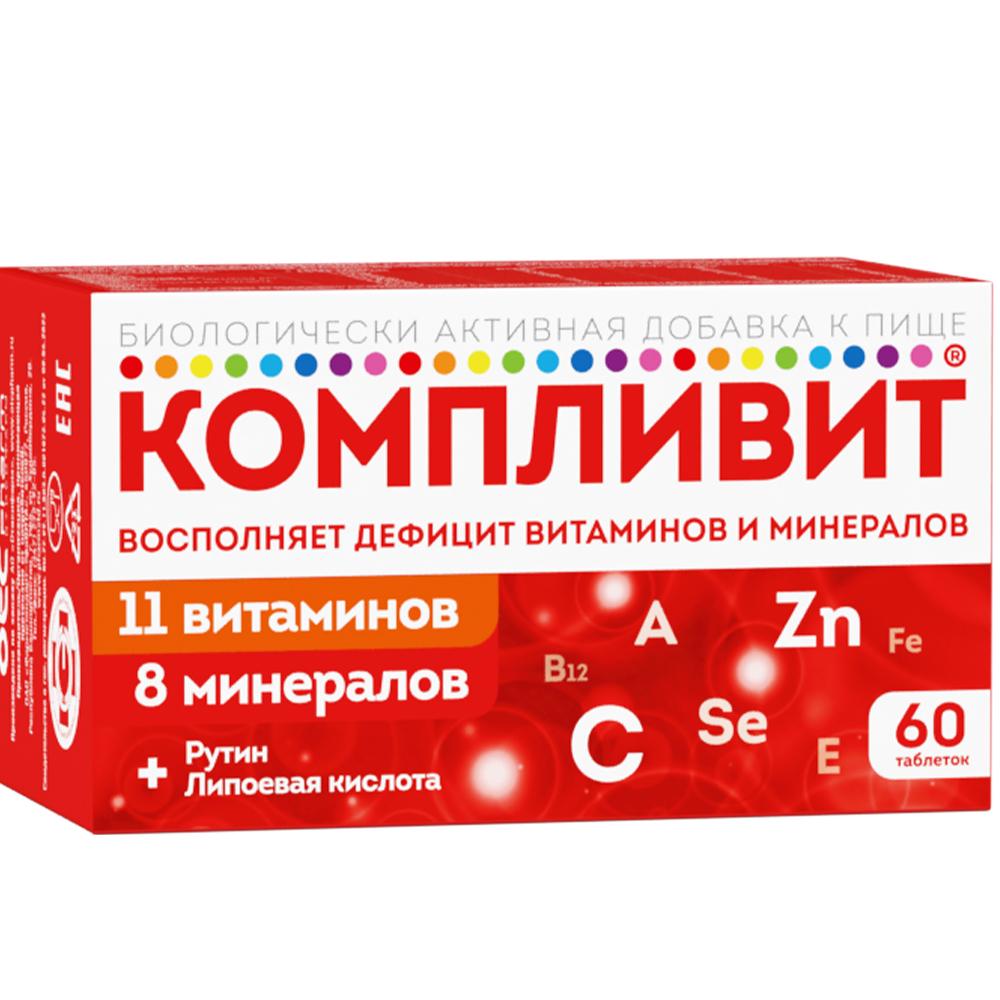 БИОЛОГИЧЕСКИ АКТИВНАЯ ДОБАВКА К ПИЩЕ
КОМПЛИВИТ®
ВОСПОЛНЯЕТ ДЕФИЦИТ ВИТАМИНОВ И МИНЕРАЛОВ
11 витаминов
8 минералов
+ Рутин
Липоевая кислота
A
Zn
Fe
B12
C
Se
E
60
таблеток
EAC